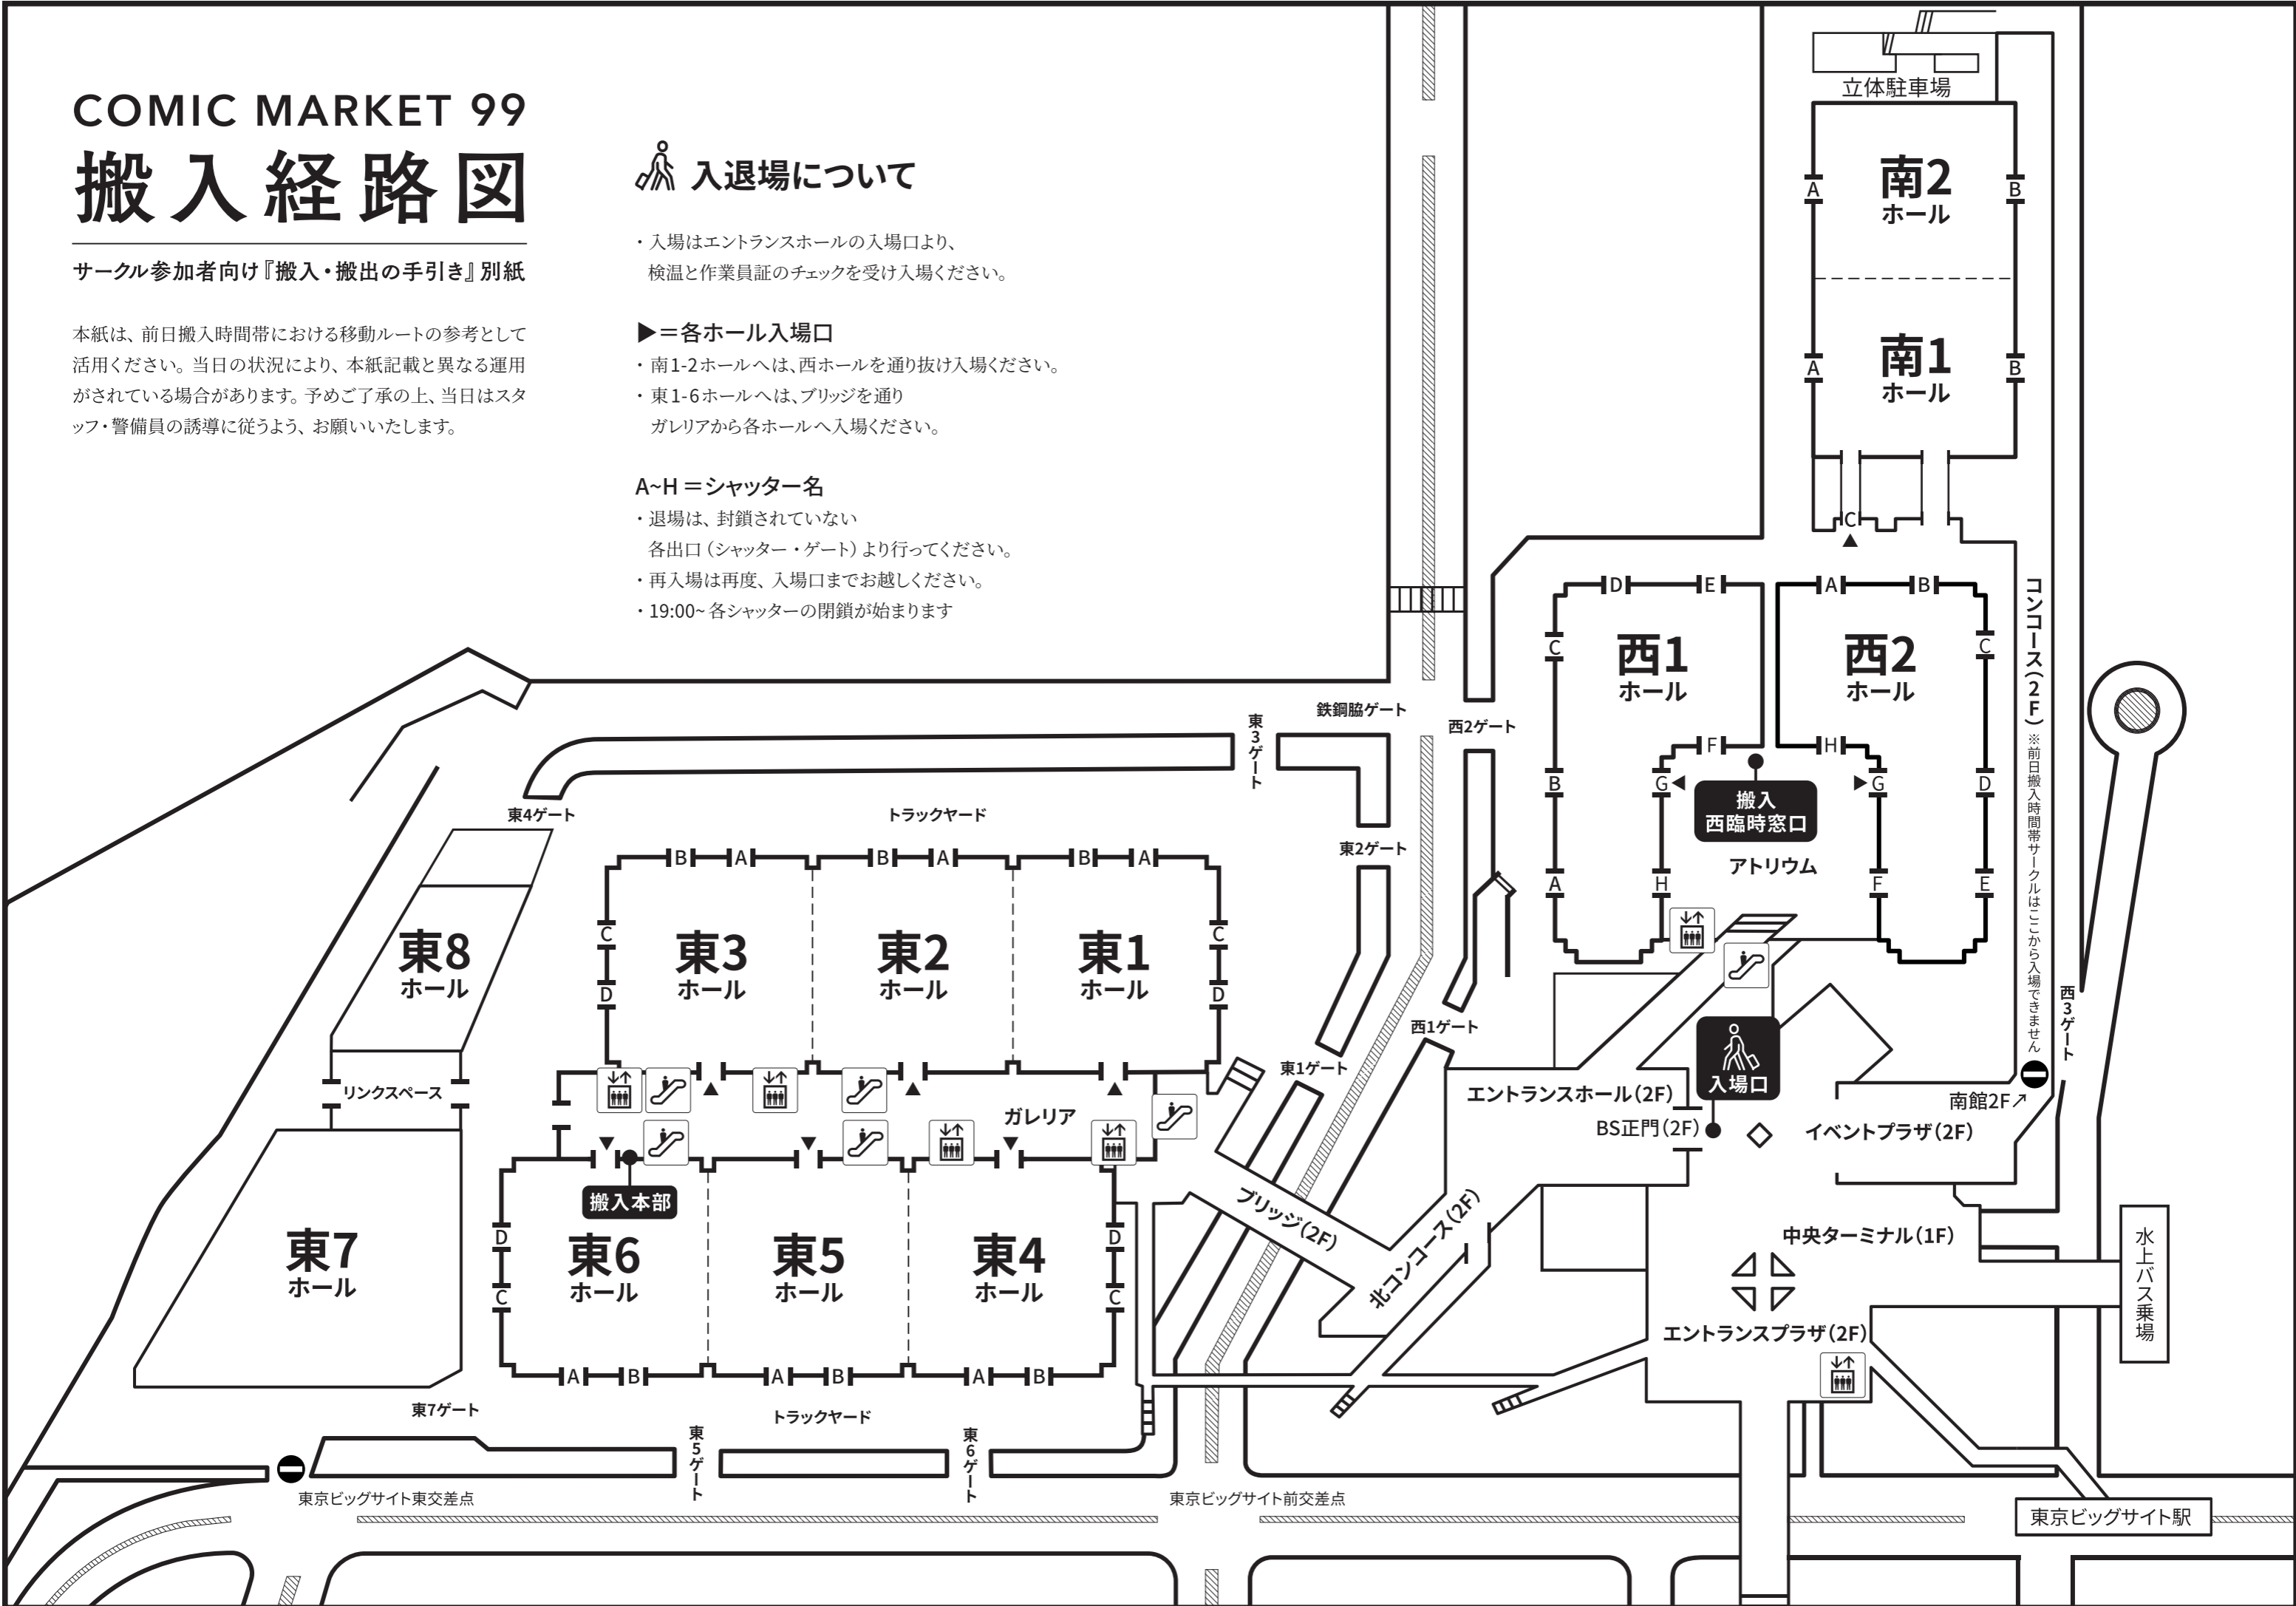 COMIC MARKET 99
搬入経路図
サークル参加者向け『搬入・搬出の手引き』別紙
本紙は、前日搬入時間帯における移動ルートの参考として
活用ください。当日の状況により、本紙記載と異なる運用
がされている場合があります。予めご了承の上、当日はスタ
ッフ・警備員の誘導に従うよう、お願いいたします。
入退場について
・入場はエントランスホールの入場口より、
検温と作業員証のチェックを受け入場ください。
▶＝各ホール入場口
・南1-2ホールへは、西ホールを通り抜け入場ください。
・東1-6ホールへは、ブリッジを通り
ガレリアから各ホールへ入場ください。
A~H＝シャッター名
・退場は、封鎖されていない
各出口（シャッター・ゲート）より行ってください。
・再入場は再度、入場口までお越しください。
・19:00~各シャッターの閉鎖が始まります
立体駐車場
南2
ホール
A
B
南1
ホール
A
B
C
D
E
A
B
西1
ホール
西2
ホール
C
C
F
H
B
G
G
D
A
H
F
E
搬入
西臨時窓口
アトリウム
コンコース（2F）
※前日搬入時間帯サークルはここから入場できません
西3ゲート
鉄鋼脇ゲート
西2ゲート
東3ゲート
東4ゲート
トラックヤード
東2ゲート
B
A
B
A
B
A
東8
ホール
東3
ホール
東2
ホール
東1
ホール
C
D
C
D
西1ゲート
東1ゲート
リンクスペース
ガレリア
エントランスホール（2F）
入場口
BS正門（2F）
イベントプラザ（2F）
南館2F↗
搬入本部
ブリッジ（2F）
北コンコース（2F）
中央ターミナル（1F）
水上バス乗場
東7
ホール
東6
ホール
東5
ホール
東4
ホール
D
C
D
C
A
B
A
B
A
B
エントランスプラザ（2F）
東7ゲート
トラックヤード
東5ゲート
東6ゲート
東京ビッグサイト東交差点
東京ビッグサイト前交差点
東京ビッグサイト駅